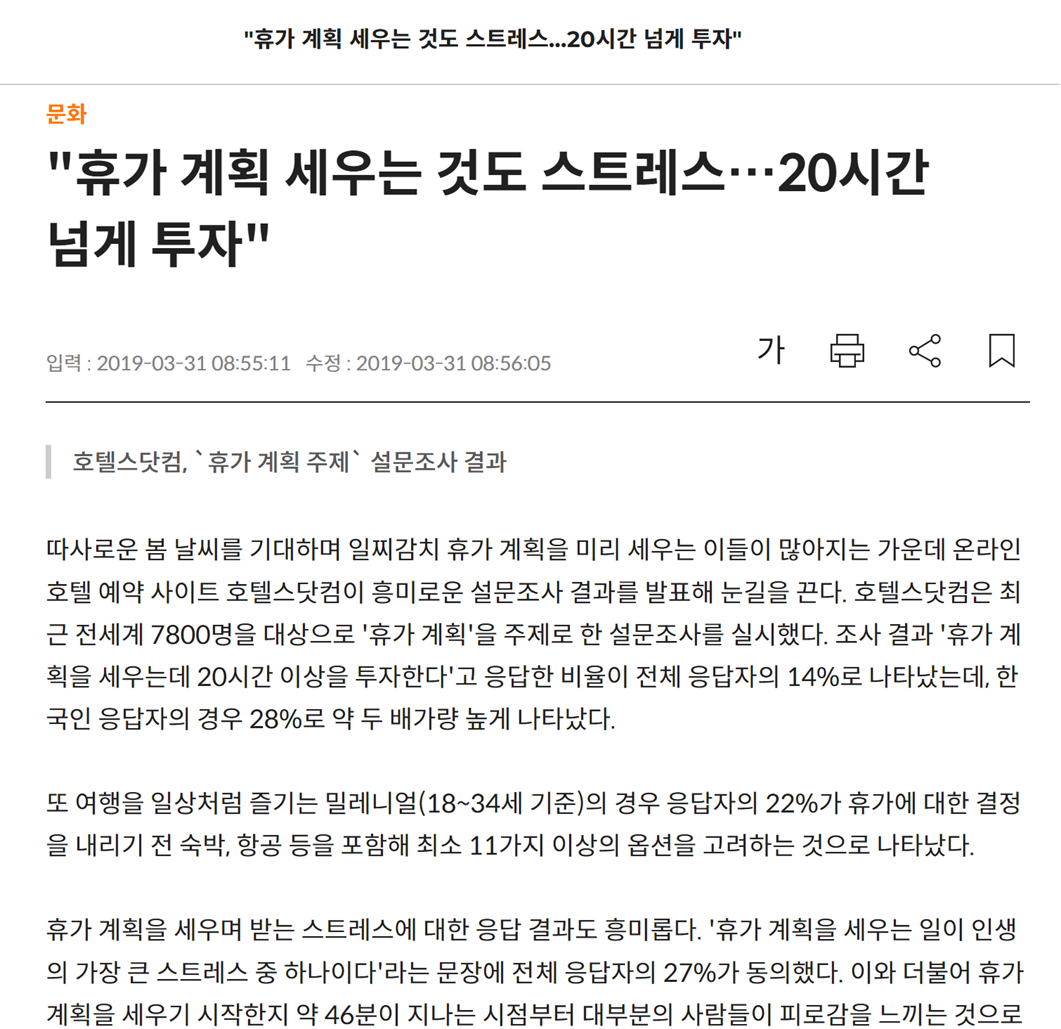 "휴가 계획 세우는 것도 스트레스...20시간 넘게 투자"
문화
"휴가 계획 세우는 것도 스트레스…20시간
넘게 투자"
입력 : 2019-03-31 08:55:11 수정 : 2019-03-31 08:56:05
가
호텔스닷컴, `휴가 계획 주제` 설문조사 결과
따사로운 봄 날씨를 기대하며 일찌감치 휴가 계획을 미리 세우는 이들이 많아지는 가운데 온라인
호텔 예약 사이트 호텔스닷컴이 흥미로운 설문조사 결과를 발표해 눈길을 끈다. 호텔스닷컴은 최
근 전세계 7800명을 대상으로 '휴가 계획'을 주제로 한 설문조사를 실시했다. 조사 결과 '휴가 계
획을 세우는데 20시간 이상을 투자한다'고 응답한 비율이 전체 응답자의 14%로 나타났는데, 한
국인 응답자의 경우 28%로 약 두 배가량 높게 나타났다.
또 여행을 일상처럼 즐기는 밀레니얼(18~34세 기준)의 경우 응답자의 22%가 휴가에 대한 결정
을 내리기 전 숙박, 항공 등을 포함해 최소 11가지 이상의 옵션을 고려하는 것으로 나타났다.
휴가 계획을 세우며 받는 스트레스에 대한 응답 결과도 흥미롭다. '휴가 계획을 세우는 일이 인생
의 가장 큰 스트레스 중 하나이다'라는 문장에 전체 응답자의 27%가 동의했다. 이와 더불어 휴가
계획을 세우기 시작한지 약 46분이 지나는 시점부터 대부분의 사람들이 피로감을 느끼는 것으로